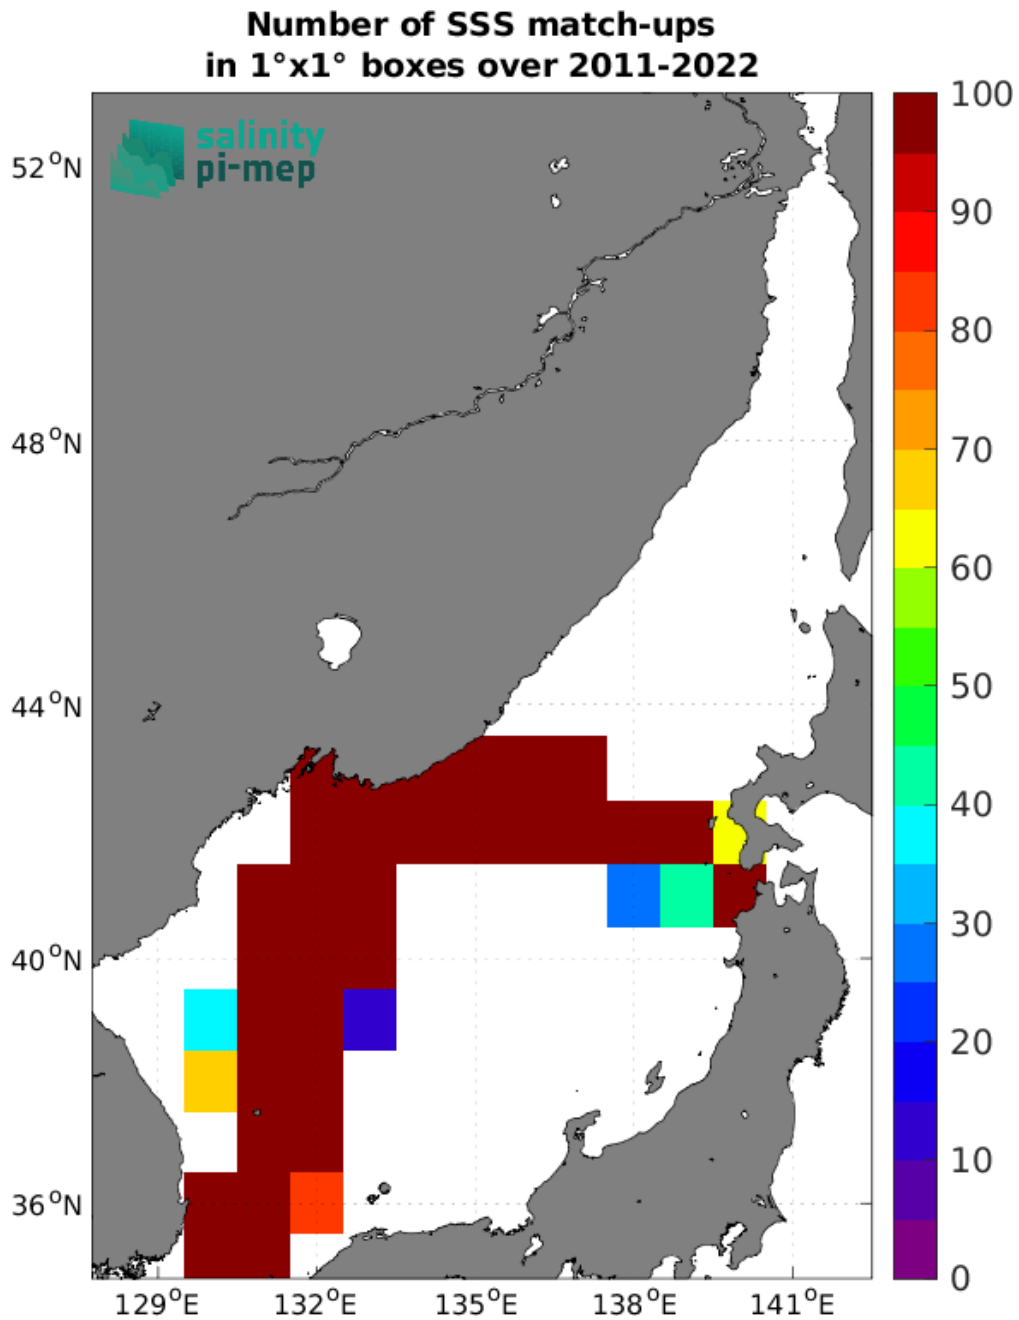 Number of SSS match-ups
in 1°x1° boxes over 2011-2022
salinity
pi-mep
52°N
48°N
44°N
40°N
36°N
129°E
132°E
135°E
138°E
141°E
100
90
80
70
60
50
40
30
20
10
0